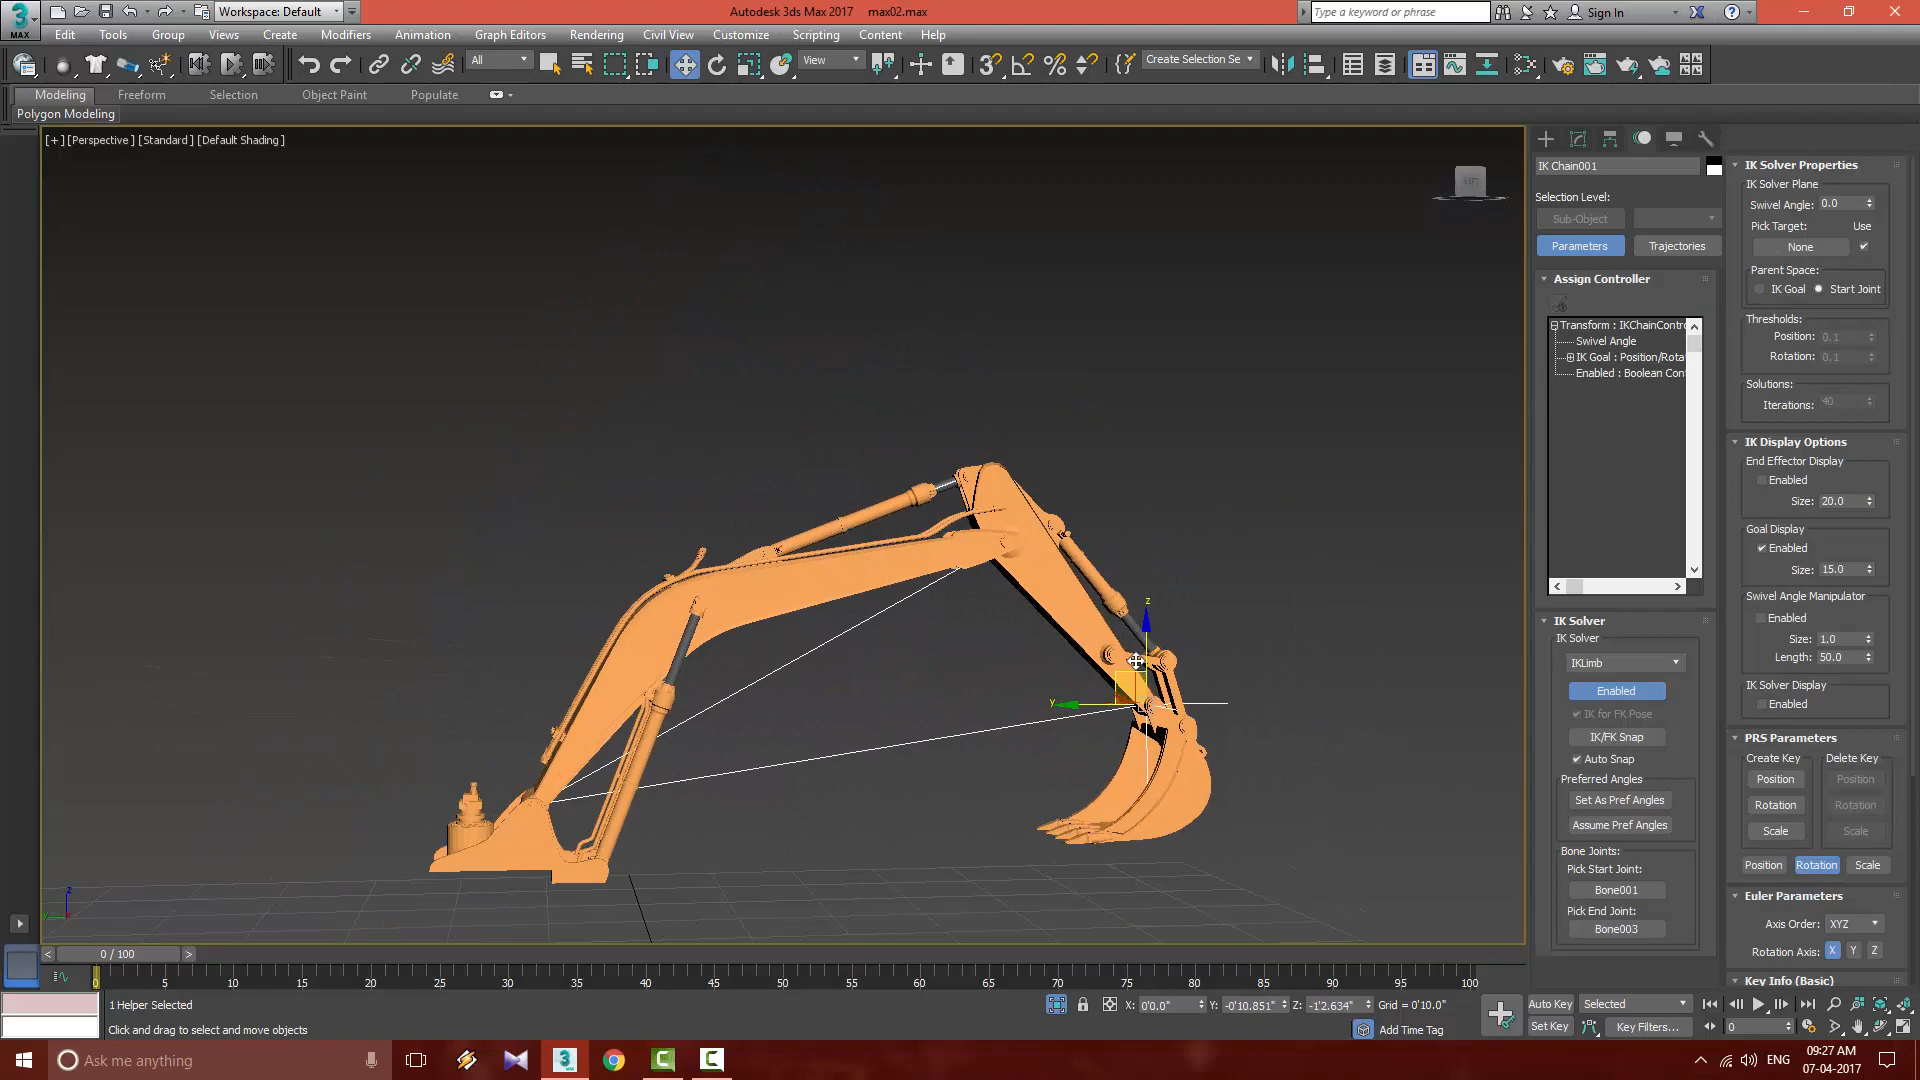 Workspace: Default
Autodesk 3ds Max 2017    max02.max
Type a keyword or phrase
Sign In
MAX
Edit
Tools
Group
Views
Create
Modifiers
Animation
Graph Editors
Rendering
Civil View
Customize
Scripting
Content
Help
All
View
Create Selection Se
Modeling
Freeform
Selection
Object Paint
Populate
Polygon Modeling
[+] [Perspective] [Standard] [Default Shading]
IK Chain001
Selection Level:
Sub-Object
Parameters
Trajectories
Assign Controller
Transform : IKChainContro
Swivel Angle
IK Goal : Position/Rota
Enabled : Boolean Cont
IK Solver
IK Solver
IKLimb
Enabled
IK for FK Pose
IK/FK Snap
Auto Snap
Preferred Angles
Set As Pref Angles
Assume Pref Angles
Bone Joints:
Pick Start Joint:
Bone001
Pick End Joint:
Bone003
IK Solver Properties
IK Solver Plane
Swivel Angle: 0.0
Pick Target:
Use
None
Parent Space:
IK Goal
Start Joint
Thresholds:
Position: 0.1
Rotation: 0.1
Solutions:
Iterations: 40
IK Display Options
End Effector Display
Enabled
Size: 20.0
Goal Display
Enabled
Size: 15.0
Swivel Angle Manipulator
Enabled
Size: 1.0
Length: 50.0
IK Solver Display
Enabled
PRS Parameters
Create Key
Delete Key
Position
Position
Rotation
Rotation
Scale
Scale
Position
Rotation
Scale
Euler Parameters
Axis Order: XYZ
Rotation Axis: X Y Z
Key Info (Basic)
z
y
z
0 / 100
0 5 10 15 20 25 30 35 40 45 50 55 60 65 70 75 80 85 90 95 100
1 Helper Selected
Click and drag to select and move objects
X: 0'0.0"
Y: -0'10.851"
Z: -1'2.634"
Grid = 0'10.0"
Add Time Tag
Auto Key
Selected
Set Key
Key Filters...
0
Ask me anything
ENG
09:27 AM
07-04-2017